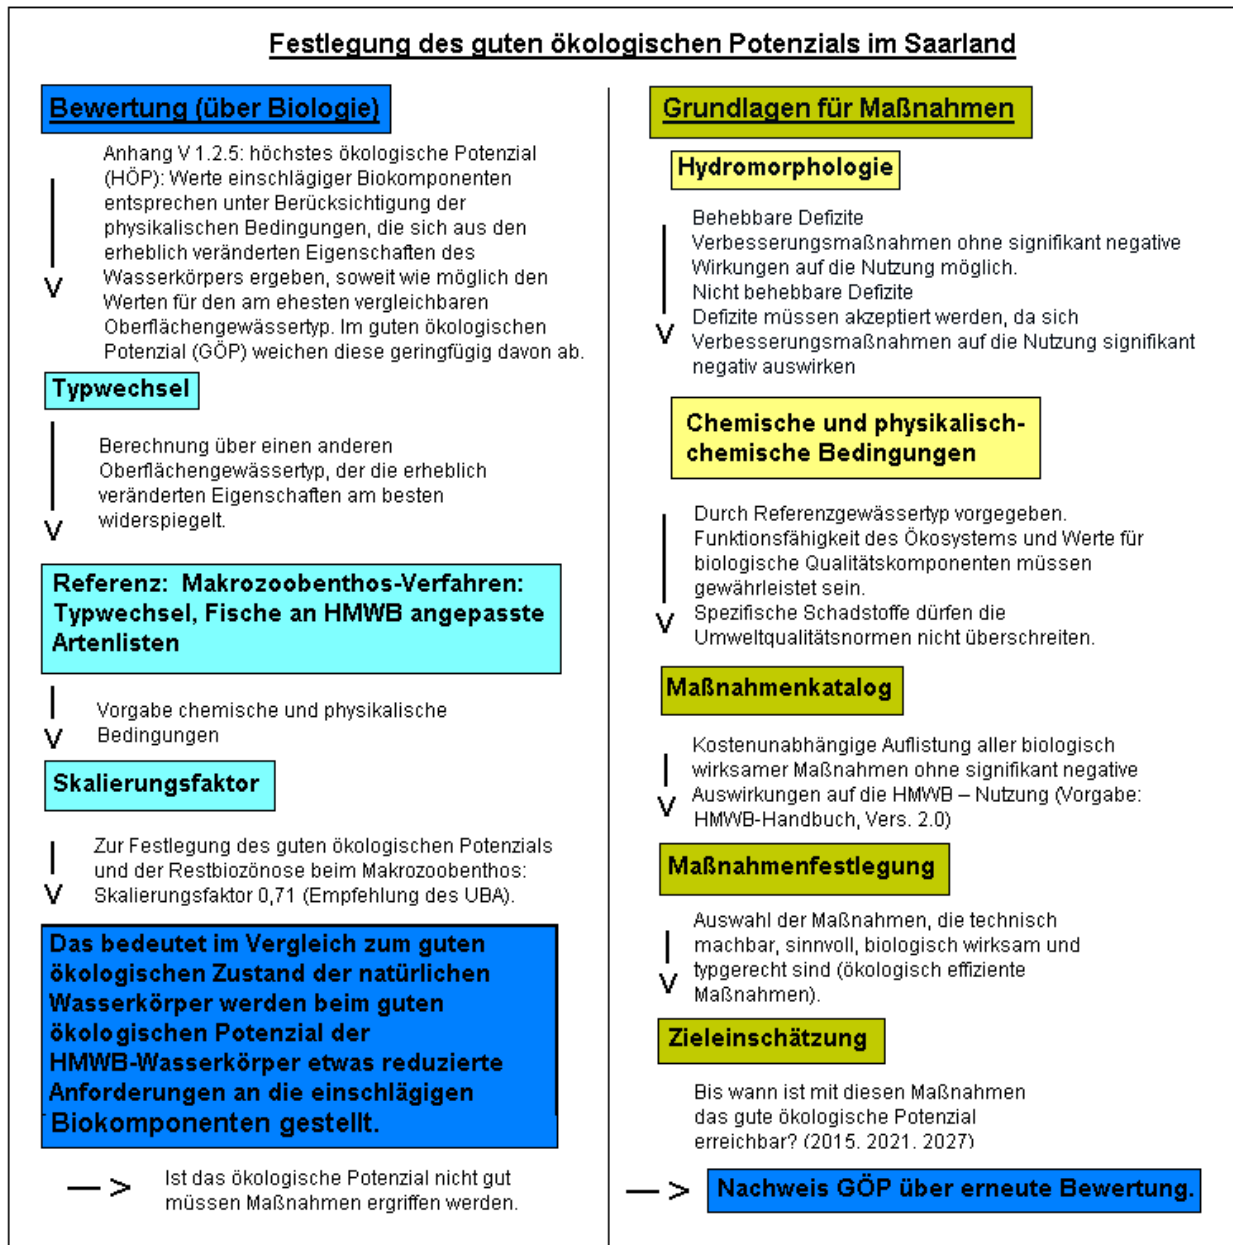 Festlegung des guten ökologischen Potenzials im Saarland
Bewertung (über Biologie)
Anhang V 1.2.5: höchstes ökologische Potenzial
(HÖP): Werte einschlägiger Biokomponenten
entsprechen unter Berücksichtigung der
physikalischen Bedingungen, die sich aus den
erheblich veränderten Eigenschaften des
Wasserkörpers ergeben, soweit wie möglich den
Werten für den am ehesten vergleichbaren
Oberflächengewässertyp. Im guten ökologischen
Potenzial (GÖP) weichen diese geringfügig davon ab.
Typwechsel
Berechnung über einen anderen
Oberflächengewässertyp, der die erheblich
veränderten Eigenschaften am besten
widerspiegelt.
Referenz: Makrozoobenthos-Verfahren:
Typwechsel, Fische an HMWB angepasste
Artenlisten
Vorgabe chemische und physikalische
Bedingungen
Skalierungsfaktor
Zur Festlegung des guten ökologischen Potenzials
und der Restbiozönose beim Makrozoobenthos:
Skalierungsfaktor 0,71 (Empfehlung des UBA).
Das bedeutet im Vergleich zum guten
ökologischen Zustand der natürlichen
Wasserkörper werden beim guten
ökologischen Potenzial der
HMWB-Wasserkörper etwas reduzierte
Anforderungen an die einschlägigen
Biokomponenten gestellt.
Ist das ökologische Potenzial nicht gut
müssen Maßnahmen ergriffen werden.
Grundlagen für Maßnahmen
Hydromorphologie
Behebbare Defizite
Verbesserungsmaßnahmen ohne signifikant negative
Wirkungen auf die Nutzung möglich.
Nicht behebbare Defizite
Defizite müssen akzeptiert werden, da sich
Verbesserungsmaßnahmen auf die Nutzung signifikant
negativ auswirken
Chemische und physikalisch-
chemische Bedingungen
Durch Referenzgewässertyp vorgegeben.
Funktionsfähigkeit des Ökosystems und Werte für
biologische Qualitätskomponenten müssen
gewährleistet sein.
Spezifische Schadstoffe dürfen die
Umweltqualitätsnormen nicht überschreiten.
Maßnahmenkatalog
Kostenunabhängige Auflistung aller biologisch
wirksamer Maßnahmen ohne signifikant negative
Auswirkungen auf die HMWB – Nutzung (Vorgabe:
HMWB-Handbuch, Vers. 2.0)
Maßnahmenfestlegung
Auswahl der Maßnahmen, die technisch
machbar, sinnvoll, biologisch wirksam und
typgerecht sind (ökologisch effiziente
Maßnahmen).
Zieleinschätzung
Bis wann ist mit diesen Maßnahmen
das gute ökologische Potenzial
erreichbar? (2015, 2021, 2027)
Nachweis GÖP über erneute Bewertung.